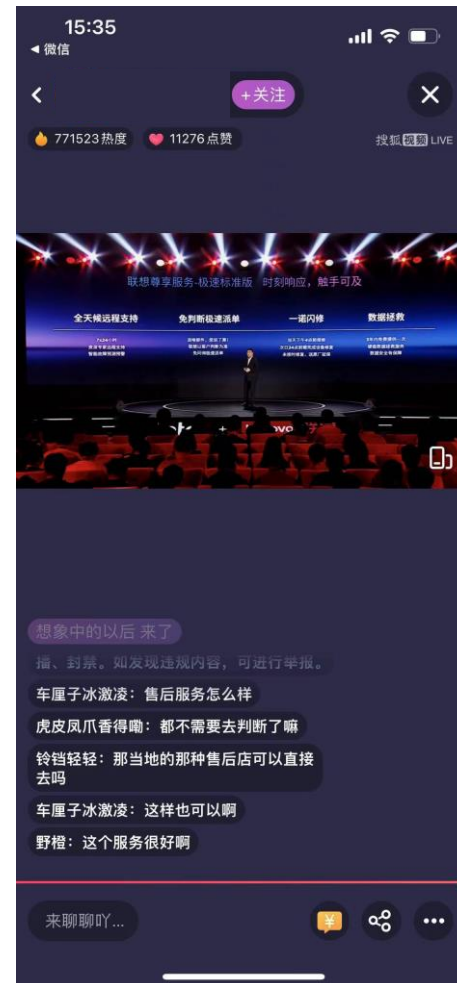 15:35
◀ 微信
+关注
771523热度
11276点赞
搜狐视频 LIVE
联想尊享服务-极速标准版 时刻响应，触手可及
全天候远程支持
免判断极速派单
一诺闪修
数据拯救
+
想象中的以后 来了
播、封禁。如发现违规内容，可进行举报。
车厘子冰激凌：售后服务怎么样
虎皮凤爪香得嘞：都不需要去判断了嘛
铃铛轻轻：那当地的那种售后店可以直接
去吗
车厘子冰激凌：这样也可以啊
野橙：这个服务很好啊
来聊聊吖...
¥